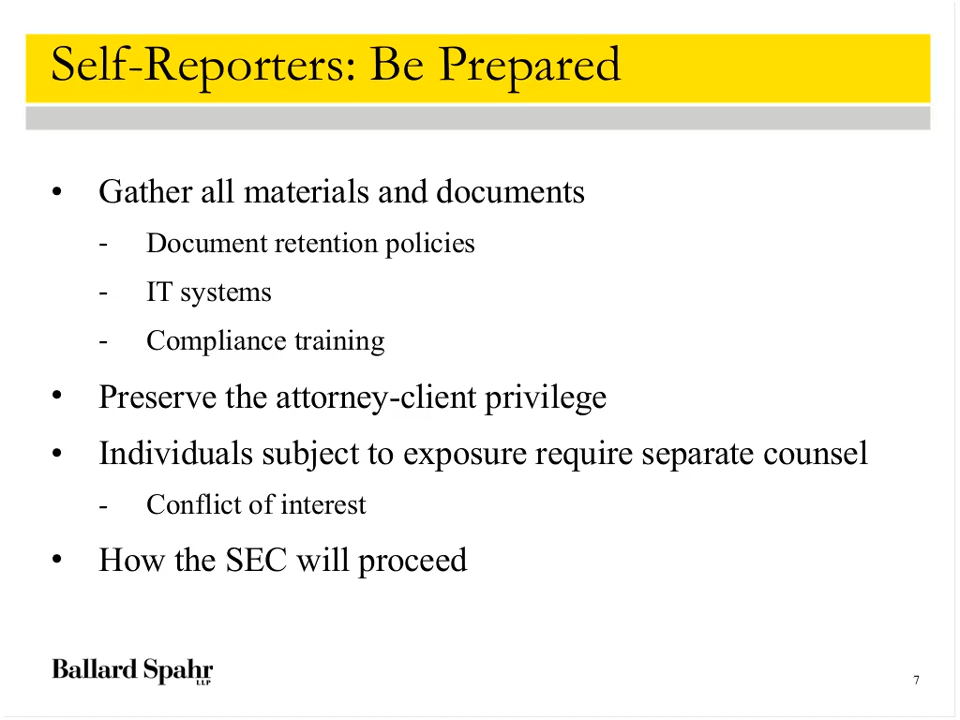 Self-Reporters: Be Prepared
• Gather all materials and documents
- Document retention policies
- IT systems
- Compliance training
• Preserve the attorney-client privilege
• Individuals subject to exposure require separate counsel
- Conflict of interest
• How the SEC will proceed
Ballard Spahr
LLP
7